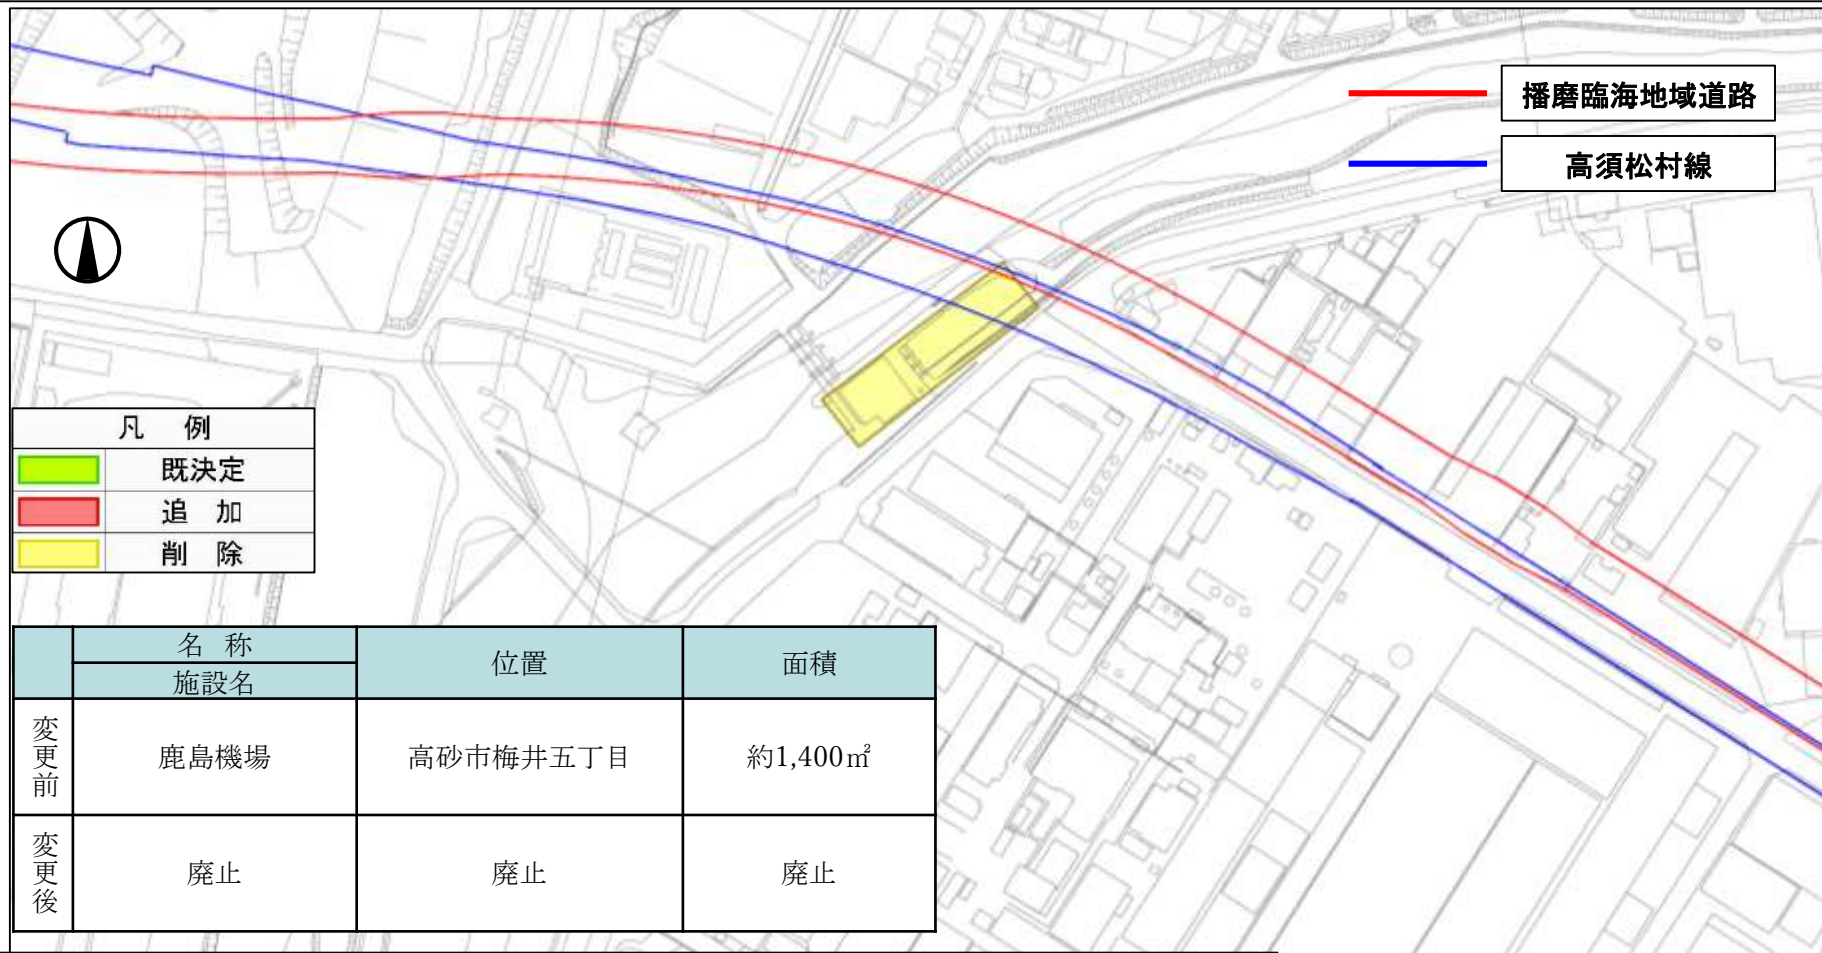 播磨臨海地域道路
高須松村線
凡 例
既決定
追 加
削 除
名 称
施設名
位置
面積
変更前
鹿島機場
高砂市梅井五丁目
約1,400㎡
変更後
廃止
廃止
廃止